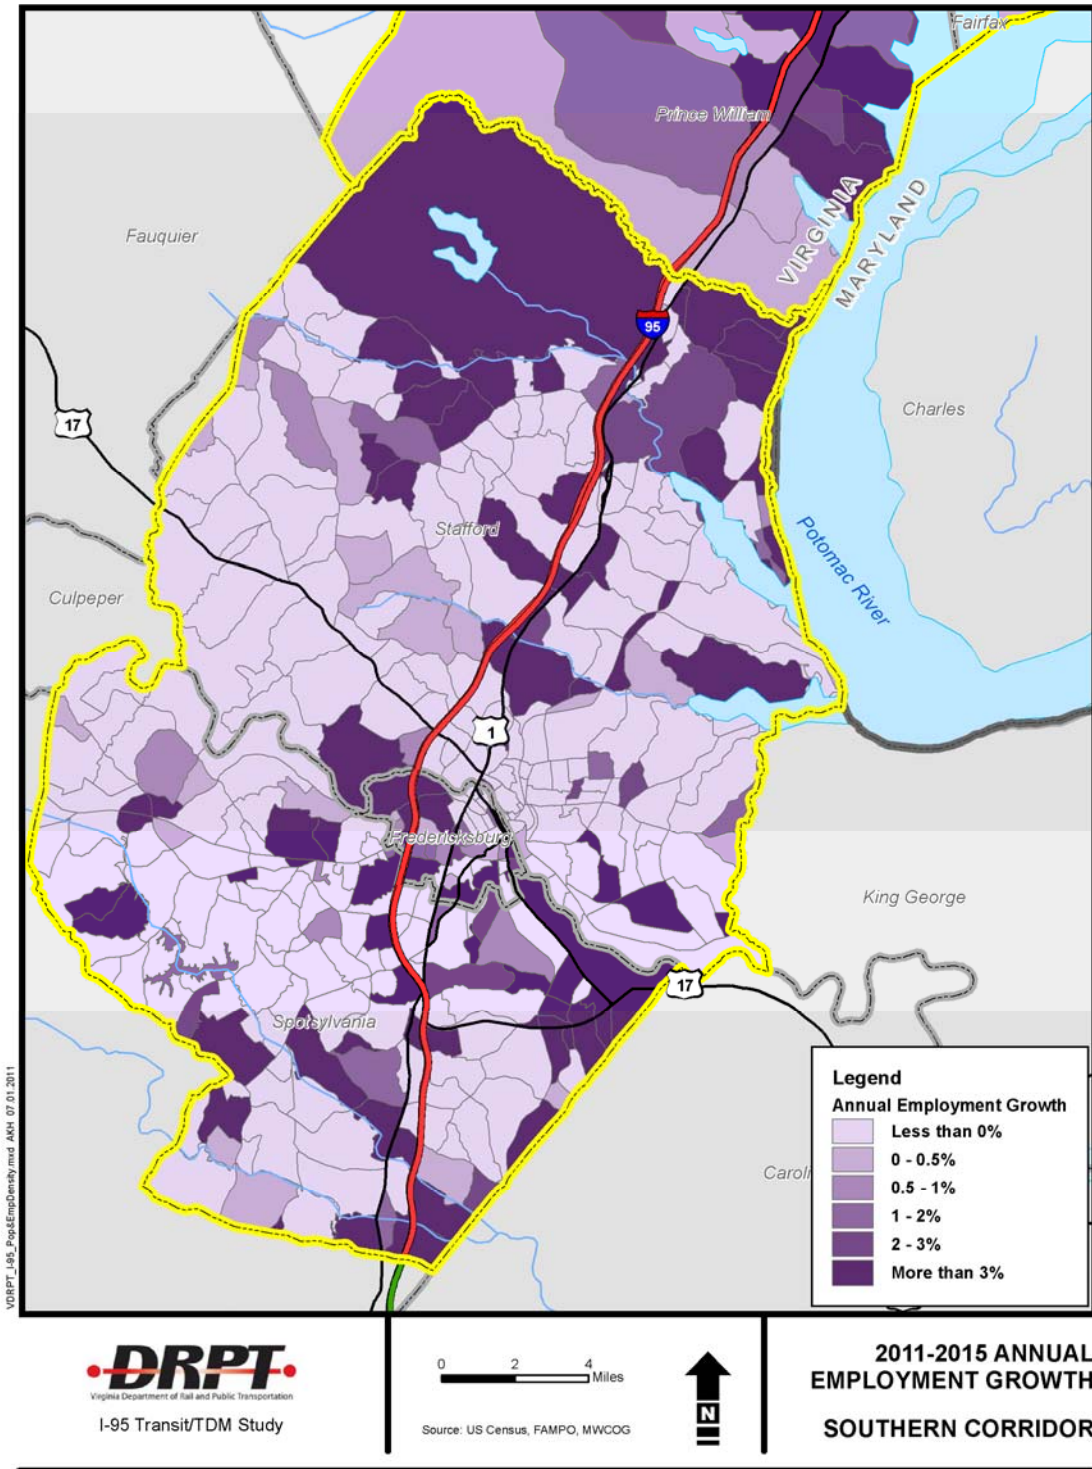 Fairfax
Prince William
VIRGINIA
MARYLAND
Fauquier
95
Charles
17
Stafford
Potomac River
Culpeper
1
Fredericksburg
King George
17
Spotsylvania
Legend
Annual Employment Growth
Less than 0%
0 - 0.5%
0.5 - 1%
1 - 2%
2 - 3%
More than 3%
Caroli
VDRPT_I-95_Pop&EmpDensity.mxd AKH 07.01.2011
DRPT
Virginia Department of Rail and Public Transportation
I-95 Transit/TDM Study
0 2 4
Miles
Source: US Census, FAMPO, MWCOG
N
2011-2015 ANNUAL
EMPLOYMENT GROWTH
SOUTHERN CORRIDOR